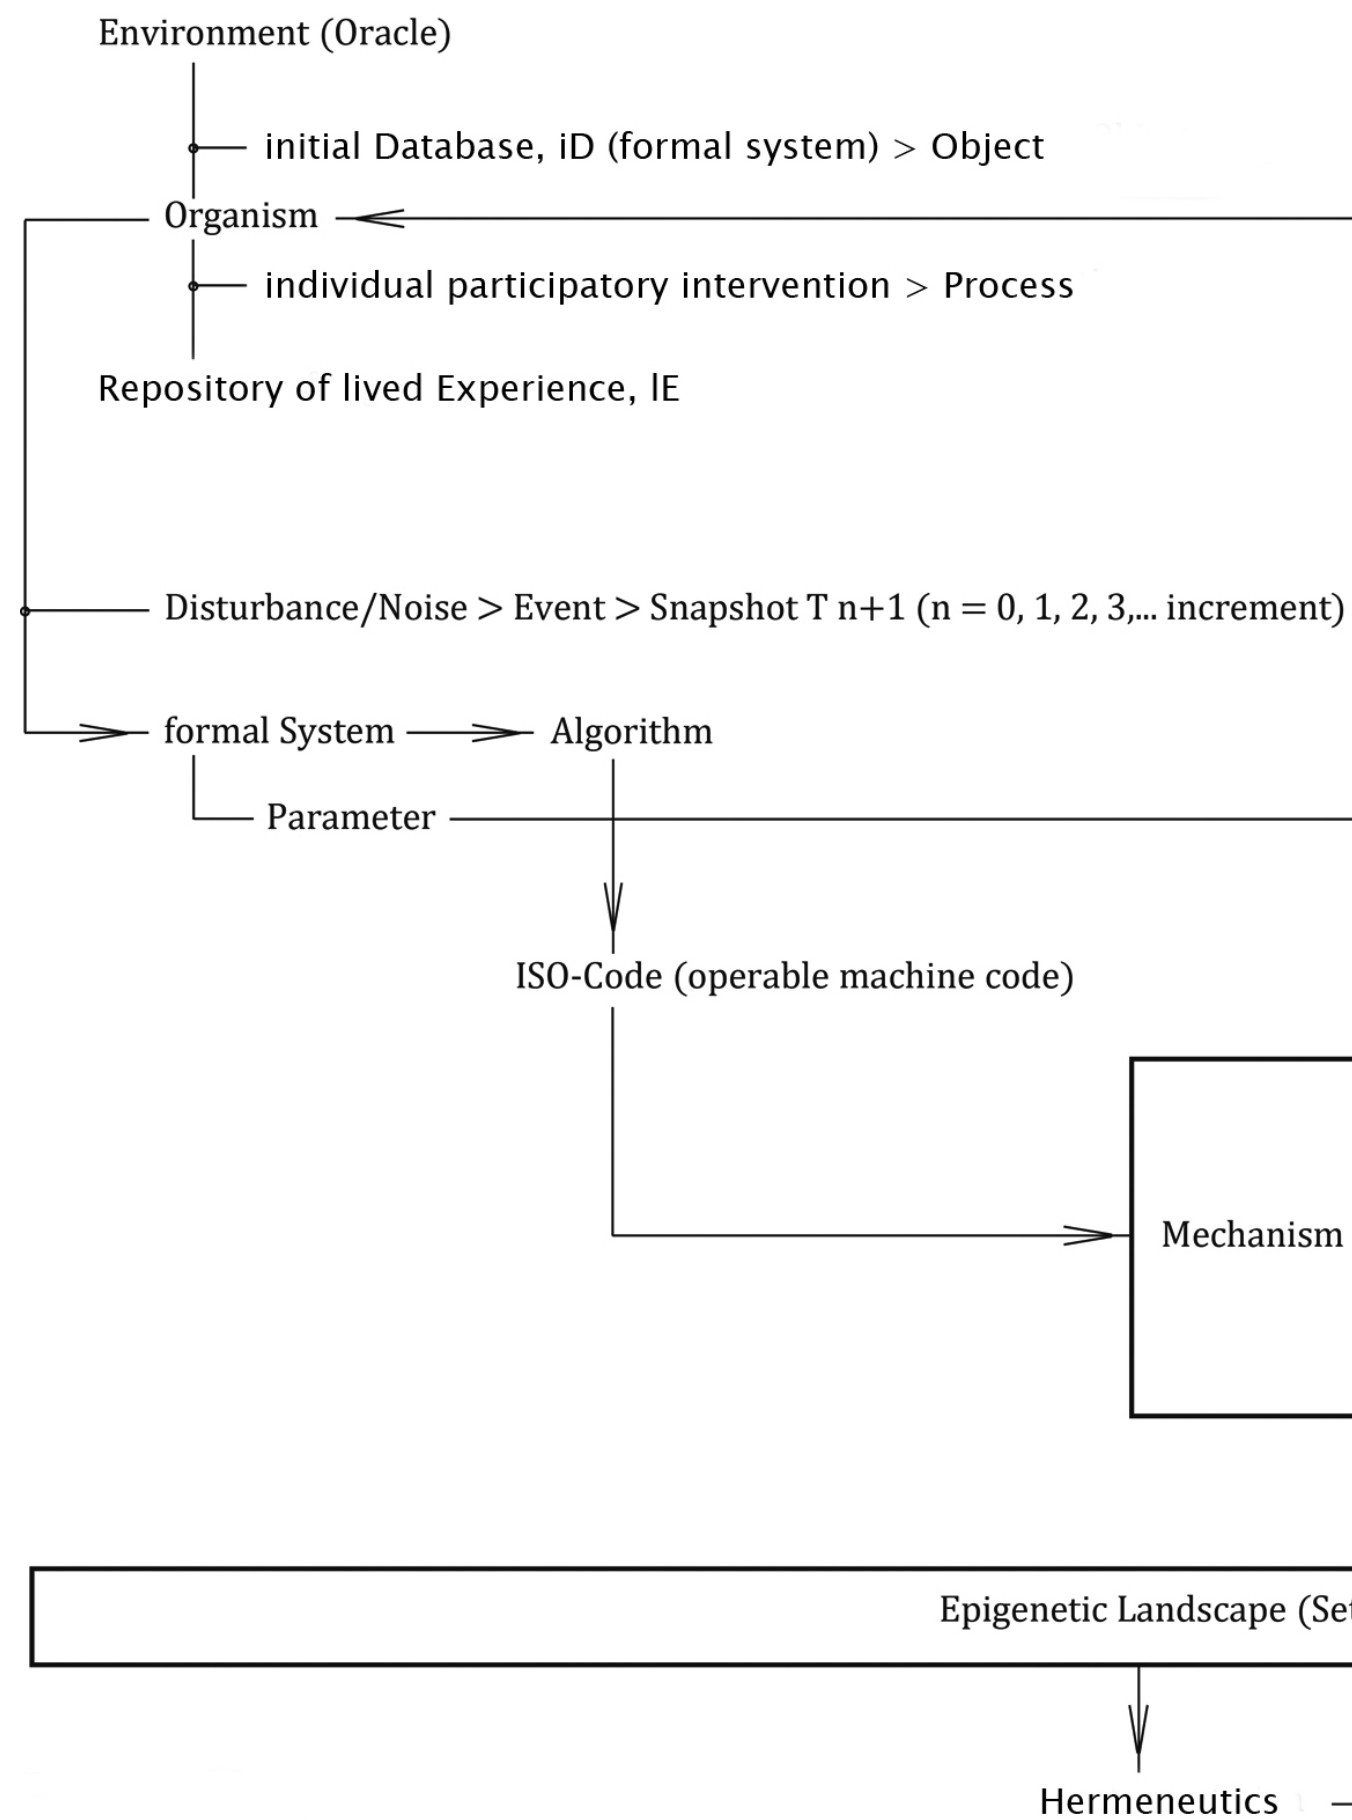 Environment (Oracle)
initial Database, iD (formal system) > Object
Organism
individual participatory intervention > Process
Repository of lived Experience, lE
Disturbance/Noise > Event > Snapshot T n+1 (n = 0, 1, 2, 3,... increment)
formal System
Algorithm
Parameter
ISO-Code (operable machine code)
Mechanism
Epigenetic Landscape (Set
Hermeneutics